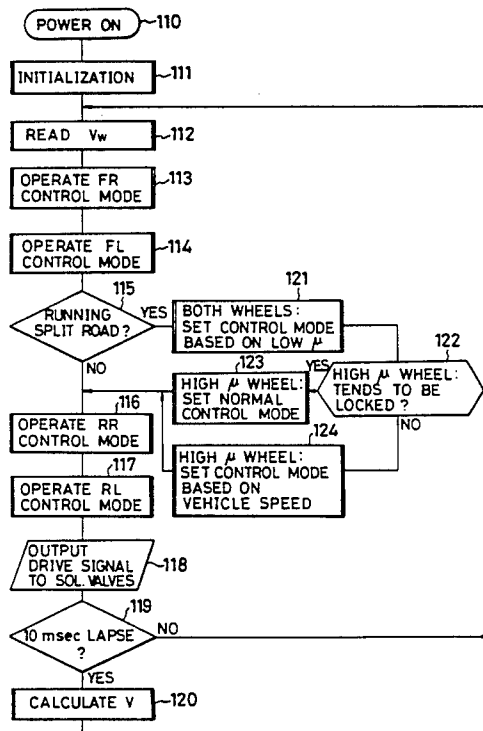 POWER ON
110
INITIALIZATION
111
READ Vw
112
OPERATE FR
CONTROL MODE
113
OPERATE FL
CONTROL MODE
114
115
RUNNING
SPLIT ROAD?
YES
NO
121
BOTH WHEELS:
SET CONTROL MODE
BASED ON LOW μ
122
HIGH μ WHEEL:
TENDS TO BE
LOCKED ?
YES
NO
123
HIGH μ WHEEL:
SET NORMAL
CONTROL MODE
124
HIGH μ WHEEL:
SET CONTROL MODE
BASED ON
VEHICLE SPEED
116
OPERATE RR
CONTROL MODE
117
OPERATE RL
CONTROL MODE
OUTPUT
DRIVE SIGNAL
TO SOL. VALVES
118
119
10 msec LAPSE
?
NO
YES
CALCULATE V
120